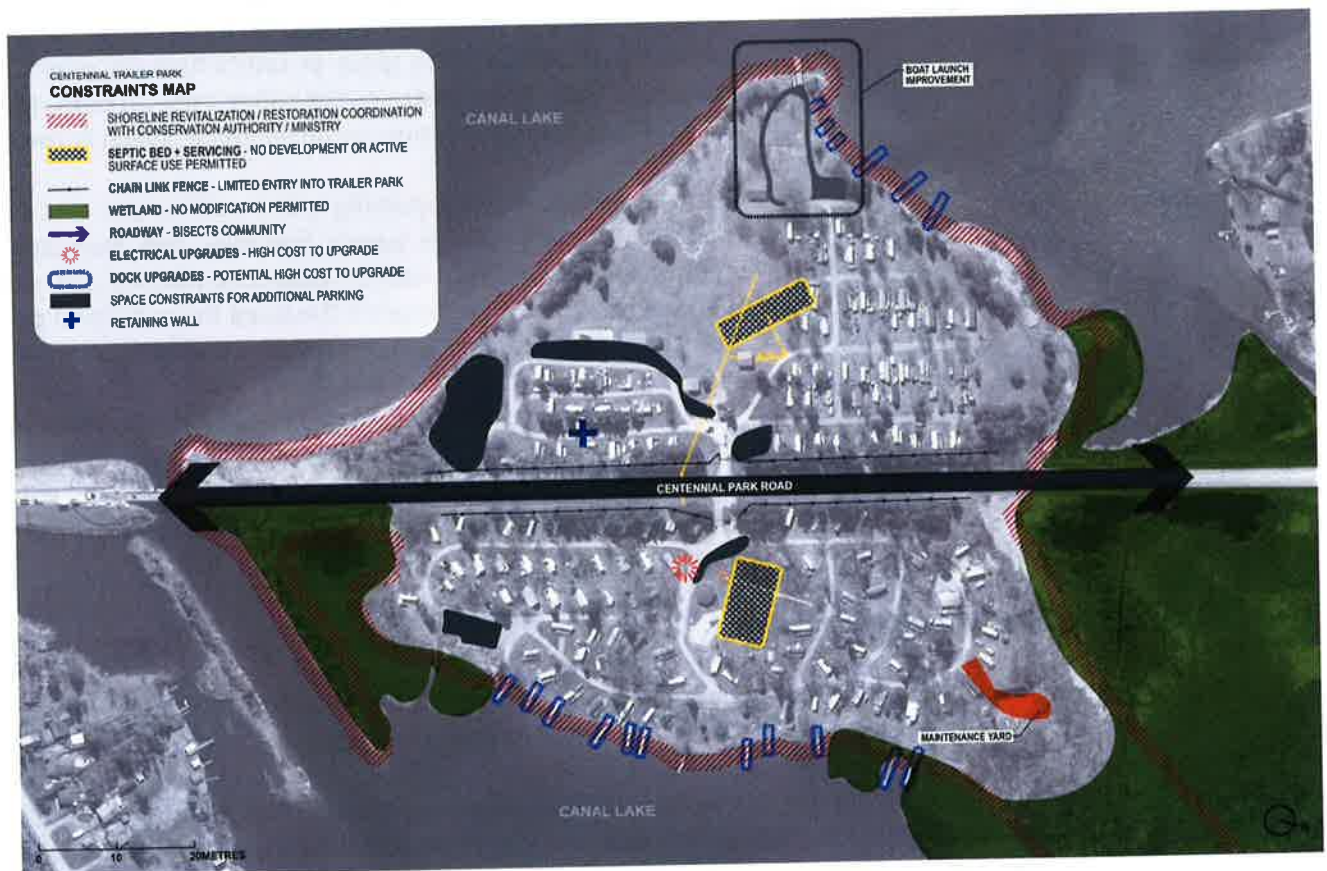 CENTENNIAL TRAILER PARK
CONSTRAINTS MAP
SHORELINE REVITALIZATION / RESTORATION COORDINATION
WITH CONSERVATION AUTHORITY / MINISTRY
SEPTIC BED + SERVICING - NO DEVELOPMENT OR ACTIVE
SURFACE USE PERMITTED
CHAIN LINK FENCE - LIMITED ENTRY INTO TRAILER PARK
WETLAND - NO MODIFICATION PERMITTED
ROADWAY - BISECTS COMMUNITY
ELECTRICAL UPGRADES - HIGH COST TO UPGRADE
DOCK UPGRADES - POTENTIAL HIGH COST TO UPGRADE
SPACE CONSTRAINTS FOR ADDITIONAL PARKING
RETAINING WALL
CANAL LAKE
BOAT LAUNCH
IMPROVEMENT
CENTENNIAL PARK ROAD
MAINTENANCE YARD
CANAL LAKE
0 10 20METRES